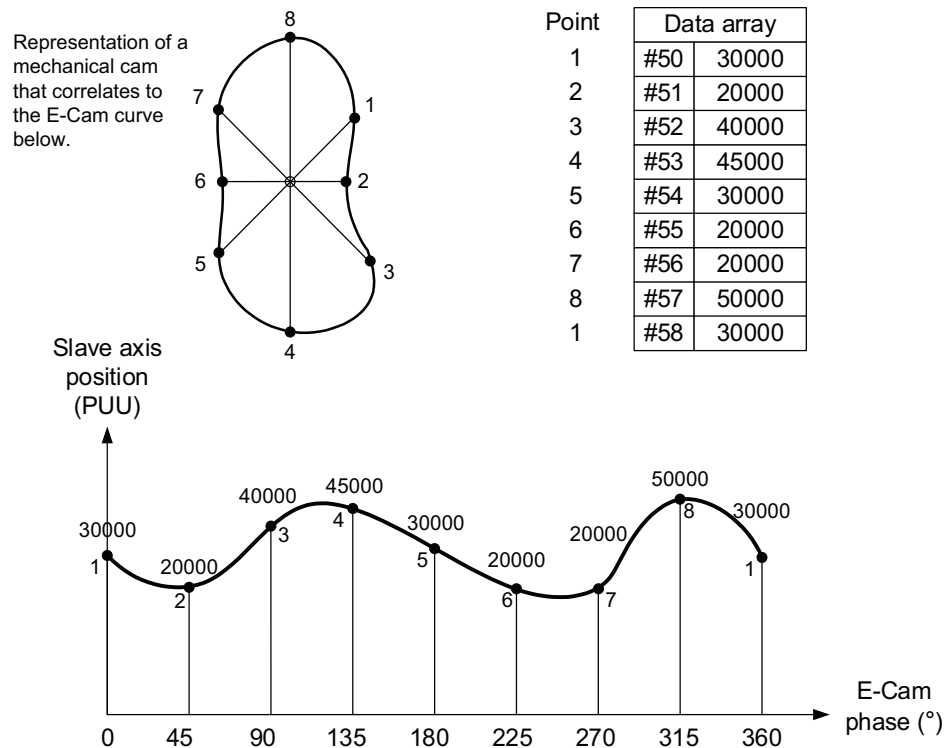 Representation of a
mechanical cam
that correlates to
the E-Cam curve
below.
8
7
1
6
2
5
3
4
Point
Data array
1 #50 30000
2 #51 20000
3 #52 40000
4 #53 45000
5 #54 30000
6 #55 20000
7 #56 20000
8 #57 50000
1 #58 30000
Slave axis
position
(PUU)
30000
1
20000
2
40000
3
45000
4
30000
5
20000
6
20000
7
50000
8
30000
1
0 45 90 135 180 225 270 315 360
E-Cam
phase (°)